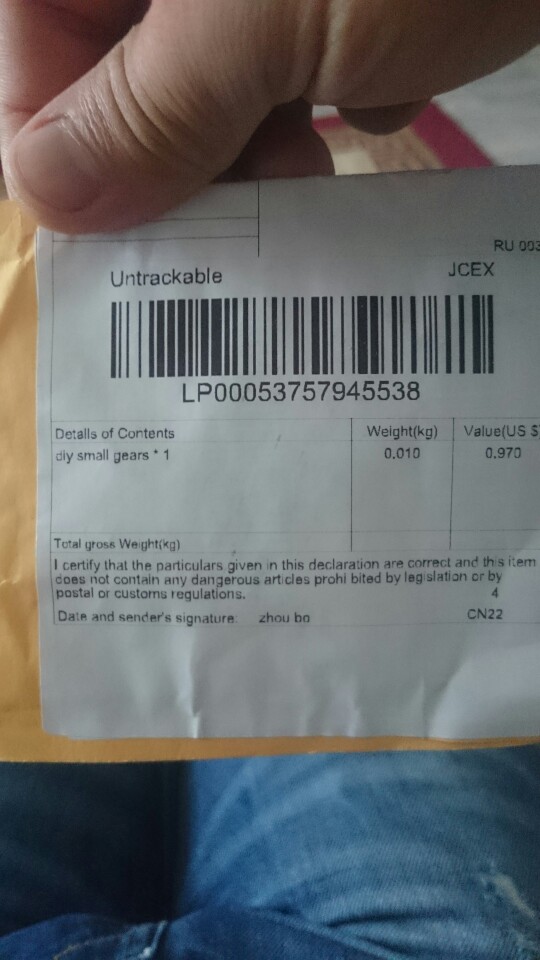 RU 003
Untrackable JCEX
LP00053757945538
Details of Contents Weight(kg) Value(US $
diy small gears * 1 0.010 0.970
Total gross Weight(kg)
I certify that the particulars given in this declaration are correct and this item
does not contain any dangerous articles prohi bited by legislation or by
postal or customs regulations. 4
Date and sender's signature: zhou bo CN22